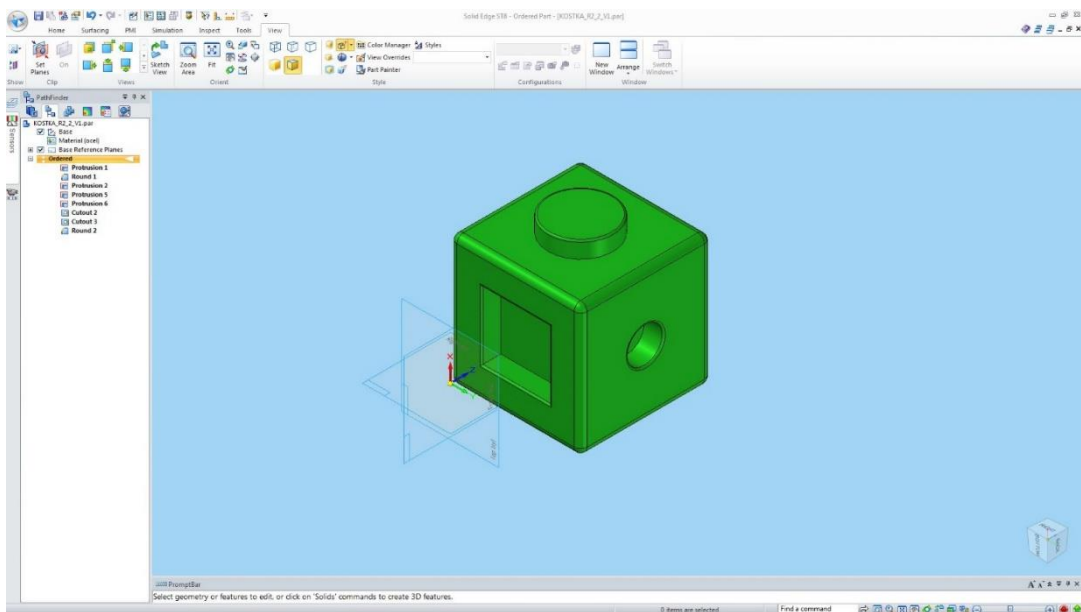 Solid Edge ST8 - Ordered Part - [KOSTKA_R2_2_V1.par]
Home Surfacing PMI Simulation Inspect Tools View
Set Planes
On
Sketch View
Zoom Area
Fit
Color Manager
Styles
View Overrides
Part Painter
New Window
Arrange
Switch Windows
Show Clip Views Orient Style Configurations Window
PathFinder
Sensors
KOSTKA_R2_2_V1.par
Base
Material (ocel)
Base Reference Planes
Ordered
Protrusion 1
Round 1
Protrusion 2
Protrusion 5
Protrusion 6
Cutout 2
Cutout 3
Round 2
X
Z
Y
PromptBar
Select geometry or features to edit, or click on 'Solids' commands to create 3D features.
0 items are selected
Find a command